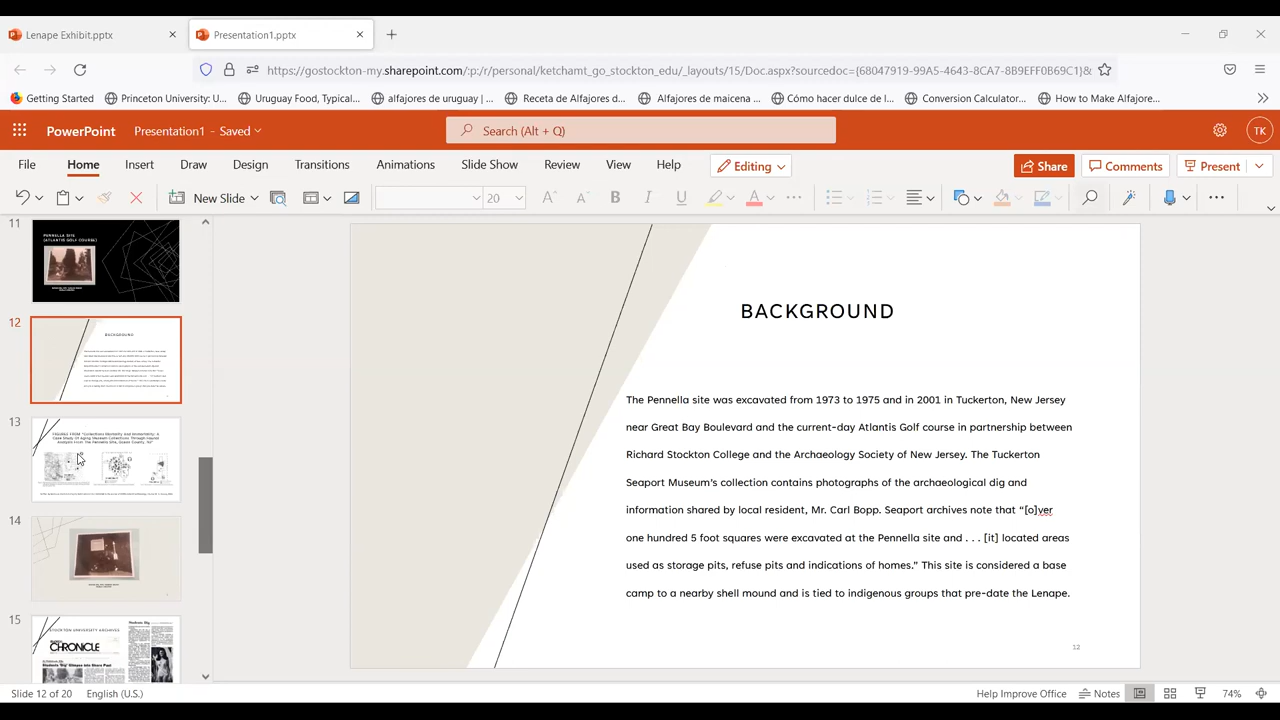 Lenape Exhibit.pptx
Presentation1.pptx
https://gostockton-my.sharepoint.com/:p:/r/personal/ketchamt_go_stockton_edu/_layouts/15/Doc.aspx?sourcedoc={68047919-99A5-4643-8CA7-8B9EFF0B69C1}&
Getting Started
Princeton University: U...
Uruguay Food, Typical...
alfajores de uruguay | ...
Receta de Alfajores d...
Alfajores de maicena ...
Cómo hacer dulce de l...
Conversion Calculator...
How to Make Alfajore...
PowerPoint
Presentation1 - Saved
Search (Alt + Q)
TK
File
Home
Insert
Draw
Design
Transitions
Animations
Slide Show
Review
View
Help
Editing
Share
Comments
Present
New Slide
20
B
I
U
A
11
PENNELLA SITE
(ATLANTIS GOLF COURSE)
12
BACKGROUND
13
14
15
STOCKTON UNIVERSITY ARCHIVES
CHRONICLE
BACKGROUND
The Pennella site was excavated from 1973 to 1975 and in 2001 in Tuckerton, New Jersey
near Great Bay Boulevard and the current-day Atlantis Golf course in partnership between
Richard Stockton College and the Archaeology Society of New Jersey. The Tuckerton
Seaport Museum's collection contains photographs of the archaeological dig and
information shared by local resident, Mr. Carl Bopp. Seaport archives note that "[o]ver
one hundred 5 foot squares were excavated at the Pennella site and . . . [it] located areas
used as storage pits, refuse pits and indications of homes." This site is considered a base
camp to a nearby shell mound and is tied to indigenous groups that pre-date the Lenape.
12
Slide 12 of 20
English (U.S.)
Help Improve Office
Notes
74%